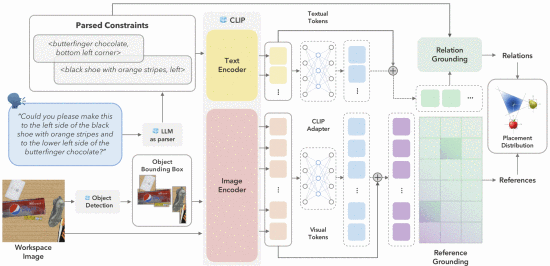 Parsed Constraints
<butterfinger chocolate,
bottom left corner>
<black shoe with orange stripes, left>
"Could you please make this
to the left side of the black
shoe with orange stripes and
to the lower left side of the
butterfinger chocolate?"
LLM
as parser
Workspace
Image
Object
Detection
Object
Bounding Box
CLIP
Text
Encoder
Image
Encoder
Textual
Tokens
CLIP
Adapter
Visual
Tokens
Relation
Grounding
Relations
Placement
Distribution
References
Reference
Grounding